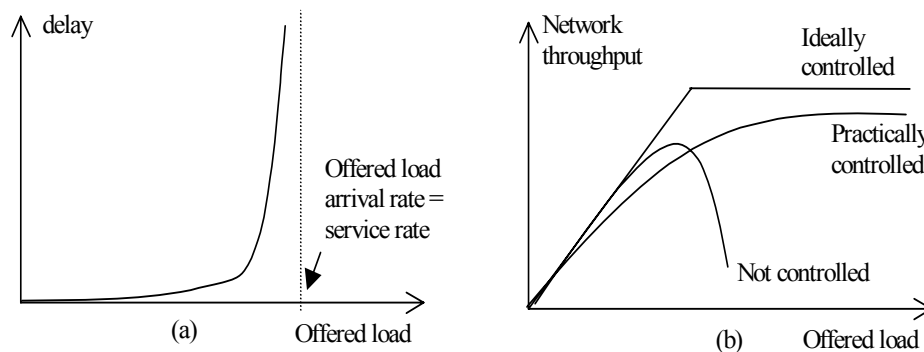 delay
Offered load
arrival rate =
service rate
(a)
Offered load
Network
throughput
Ideally
controlled
Practically
controlled
Not controlled
(b)
Offered load